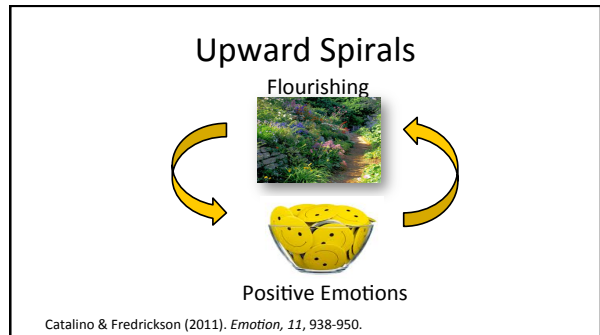 Upward Spirals
Flourishing
Positive Emotions
Catalino & Fredrickson (2011). Emotion, 11, 938-950.